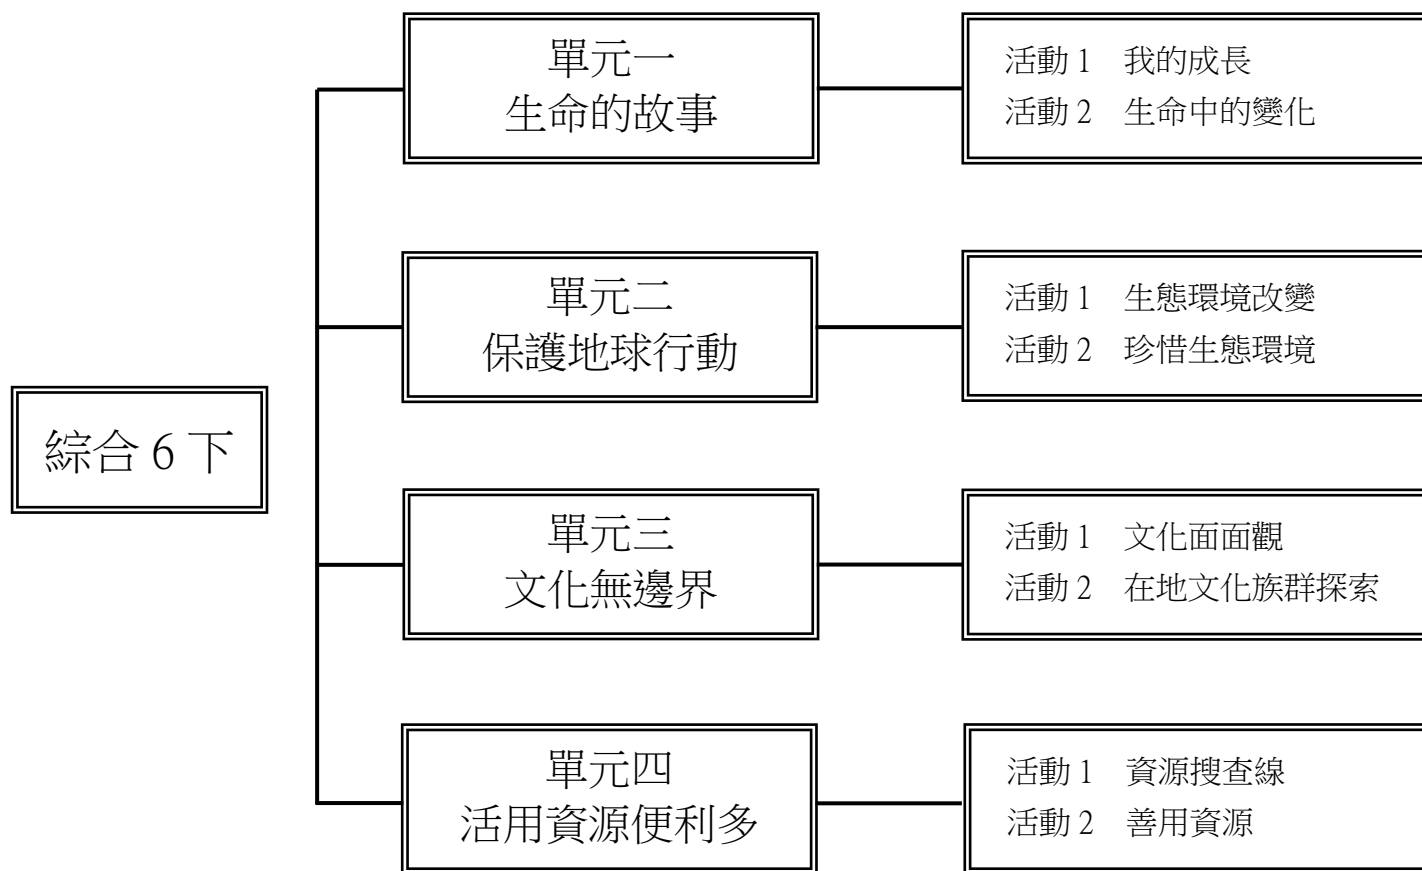 綜合 6 下
單元一
生命的故事
活動 1　我的成長
活動 2　生命中的變化
單元二
保護地球行動
活動 1　生態環境改變
活動 2　珍惜生態環境
單元三
文化無邊界
活動 1　文化面面觀
活動 2　在地文化族群探索
單元四
活用資源便利多
活動 1　資源搜查線
活動 2　善用資源